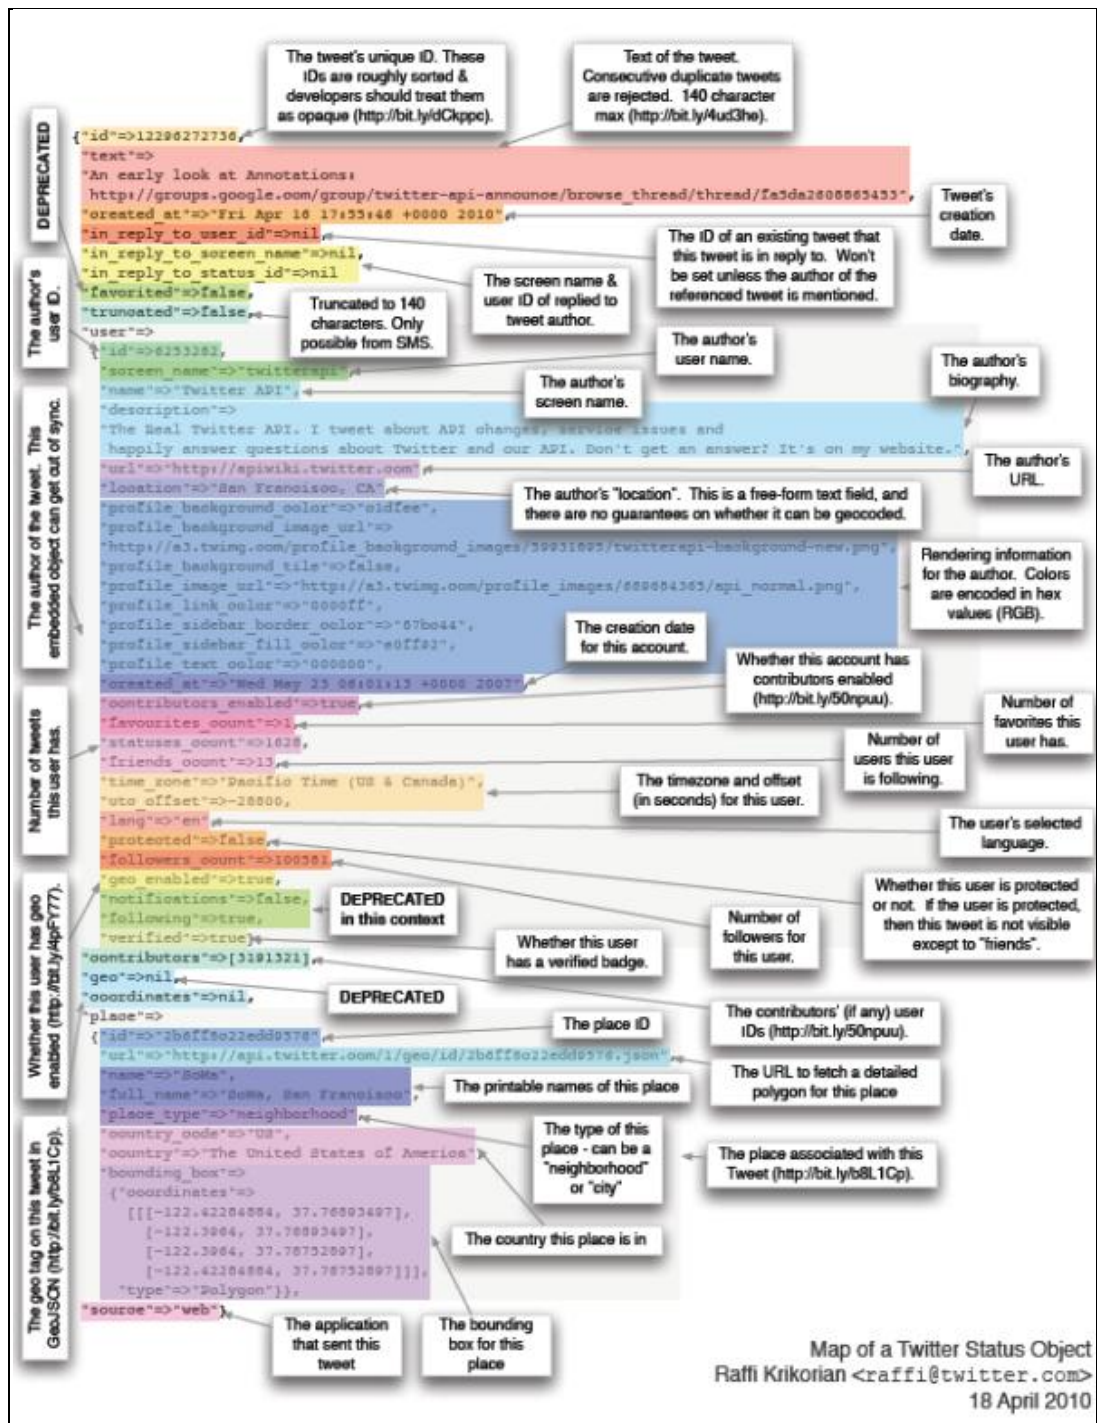 The tweet's unique ID. These
IDs are roughly sorted &
developers should treat them
as opaque (http://bit.ly/dCkppc).
Text of the tweet.
Consecutive duplicate tweets
are rejected. 140 character
max (http://bit.ly/4ud3he).
DEPRECATED
{"id"=>12296272736,
"text"=>
"An early look at Annotations:
http://groups.google.com/group/twitter-api-announce/browse_thread/thread/fa5da2608865453",
"created_at"=>"Fri Apr 16 17:55:46 +0000 2010",
Tweet's
creation
date.
"in_reply_to_user_id"=>nil,
"in_reply_to_screen_name"=>nil,
"in_reply_to_status_id"=>nil
The ID of an existing tweet that
this tweet is in reply to. Won't
be set unless the author of the
referenced tweet is mentioned.
The screen name &
user ID of replied to
tweet author.
"favorited"=>false,
"truncated"=>false,
Truncated to 140
characters. Only
possible from SMS.
The author's
user ID.
"user"=>
{"id"=>6253282,
"screen_name"=>"twitterapi",
The author's
user name.
"name"=>"Twitter API",
The author's
screen name.
The author's
biography.
"description"=>
"The Real Twitter API. I tweet about API changes, service issues and
happily answer questions about Twitter and our API. Don't get an answer? It's on my website.",
"url"=>"http://apiwiki.twitter.com",
The author's
URL.
"location"=>"San Francisco, CA",
The author's "location". This is a free-form text field, and
there are no guarantees on whether it can be geocoded.
The author of the tweet. This
embedded object can get out of sync.
"profile_background_color"=>"c1dfee",
"profile_background_image_url"=>
"http://a3.twimg.com/profile_background_images/59931895/twitterapi-background-new.png",
"profile_background_tile"=>false,
"profile_image_url"=>"http://a3.twimg.com/profile_images/689684365/api_normal.png",
"profile_link_color"=>"0000ff",
"profile_sidebar_border_color"=>"87bc44",
"profile_sidebar_fill_color"=>"e0ff92",
"profile_text_color"=>"000000",
Rendering information
for the author. Colors
are encoded in hex
values (RGB).
"created_at"=>"Wed May 23 06:01:13 +0000 2007",
The creation date
for this account.
"contributors_enabled"=>true,
Whether this account has
contributors enabled
(http://bit.ly/50npuu).
"favourites_count"=>1,
Number of
favorites this
user has.
"statuses_count"=>1628,
Number of tweets
this user has.
"friends_count"=>13,
Number of
users this user
is following.
"time_zone"=>"Pacific Time (US & Canada)",
"utc_offset"=>-28800,
The timezone and offset
(in seconds) for this user.
"lang"=>"en",
The user's selected
language.
"protected"=>false,
Whether this user is protected
or not. If the user is protected,
then this tweet is not visible
except to "friends".
"followers_count"=>100581,
Number of
followers for
this user.
"geo_enabled"=>true,
Whether this user has geo
enabled (http://bit.ly/4pFY77).
"notifications"=>false,
"following"=>true,
DEPRECATED
in this context
"verified"=>true},
Whether this user
has a verified badge.
"contributors"=>[3191321],
The contributors' (if any) user
IDs (http://bit.ly/50npuu).
"geo"=>nil,
DEPRECATED
"coordinates"=>nil,
The geo tag on this tweet in
GeoJSON (http://bit.ly/b8L1Cp).
"place"=>
{"id"=>"2b6ff8c22edd9576",
The place ID
"url"=>"http://api.twitter.com/1/geo/id/2b6ff8c22edd9576.json",
The URL to fetch a detailed
polygon for this place
"name"=>"SoMa",
"full_name"=>"SoMa, San Francisco",
The printable names of this place
"place_type"=>"neighborhood",
The type of this
place - can be a
"neighborhood"
or "city"
The place associated with this
Tweet (http://bit.ly/b8L1Cp).
"country_code"=>"US",
"country"=>"The United States of America",
The country this place is in
"bounding_box"=>
{"coordinates"=>
[[[-122.42284884, 37.76893497],
[-122.3964, 37.76893497],
[-122.3964, 37.78752897],
[-122.42284884, 37.78752897]]],
"type"=>"Polygon"}},
The bounding
box for this
place
"source"=>"web"}
The application
that sent this
tweet
Map of a Twitter Status Object
Raffi Krikorian <raffi@twitter.com>
18 April 2010